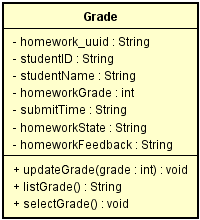 Grade
- homework_uuid : String
- studentID : String
- studentName : String
- homeworkGrade : int
- submitTime : String
- homeworkState : String
- homeworkFeedback : String
+ updateGrade(grade : int) : void
+ listGrade() : String
+ selectGrade() : void